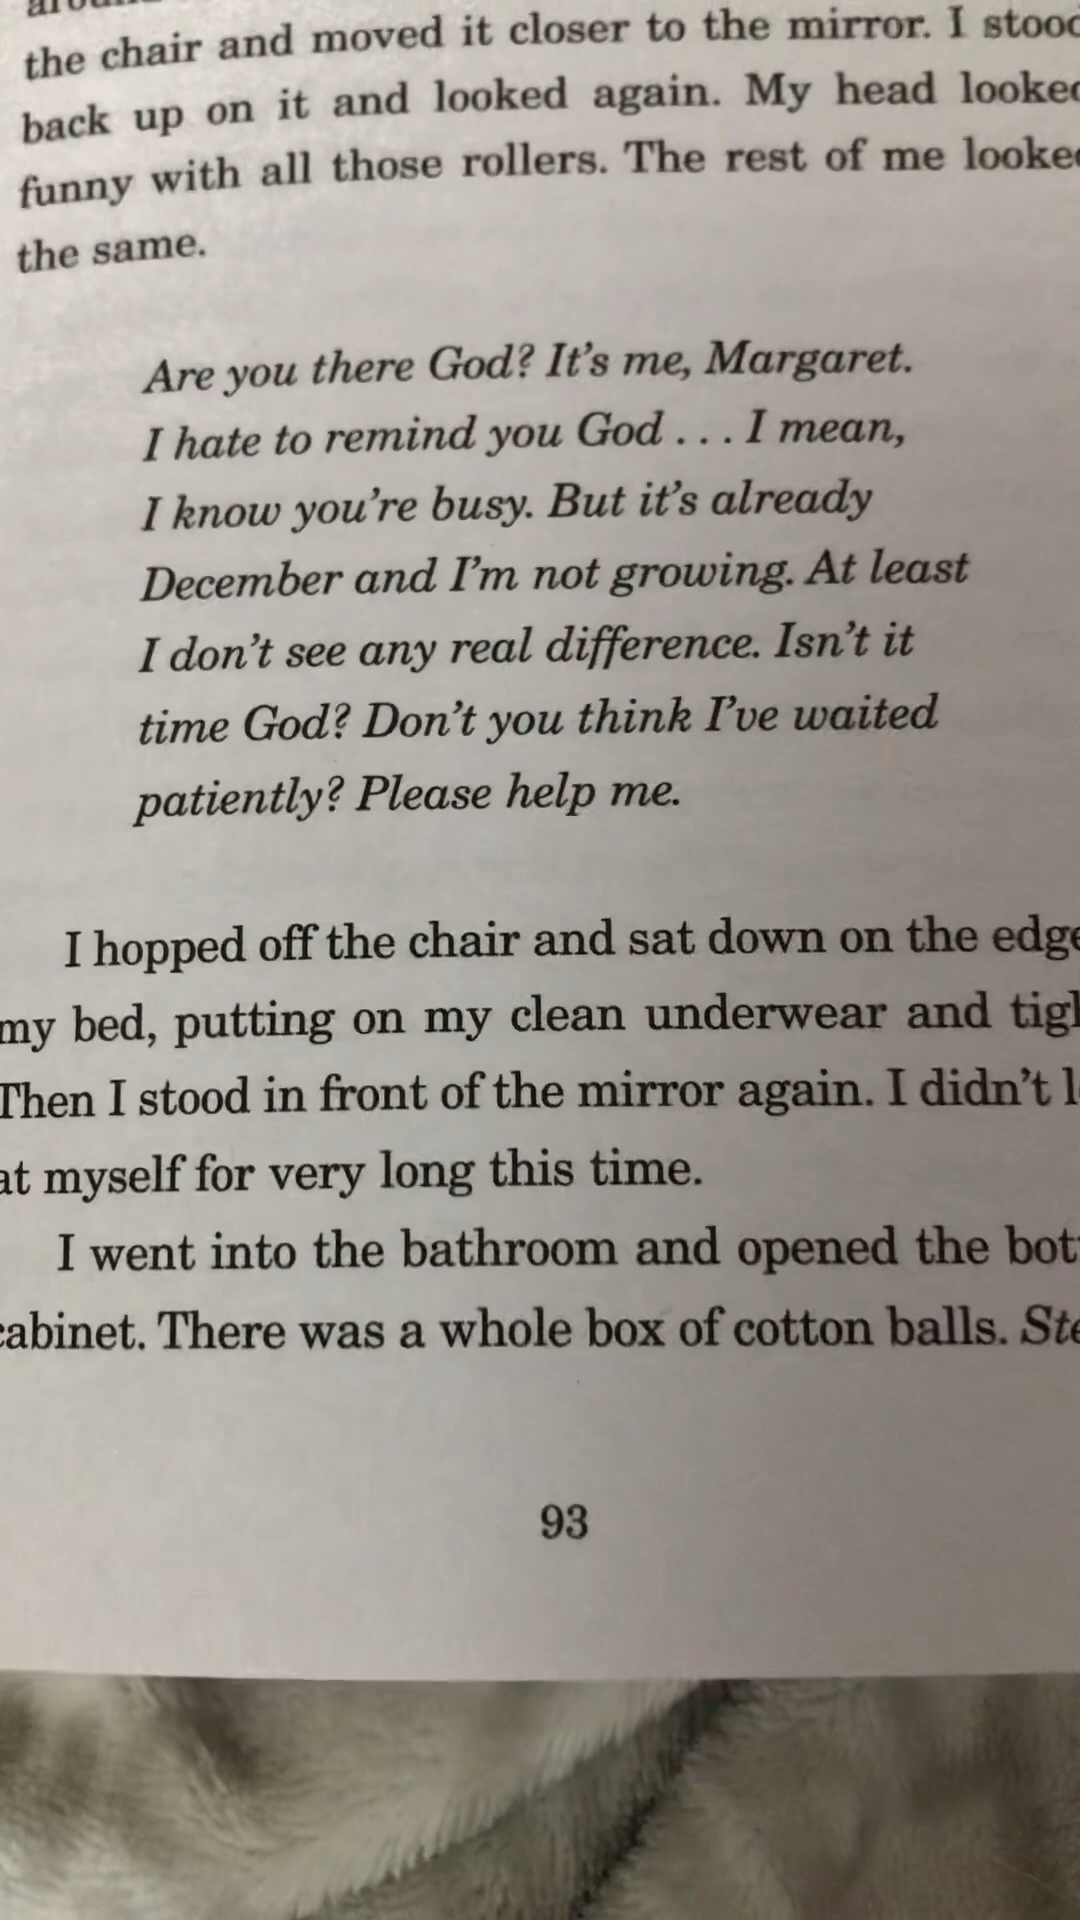 the chair and moved it closer to the mirror. I stood
back up on it and looked again. My head looked
funny with all those rollers. The rest of me looked
the same.
Are you there God? It's me, Margaret.
I hate to remind you God . . . I mean,
I know you're busy. But it's already
December and I'm not growing. At least
I don't see any real difference. Isn't it
time God? Don't you think I've waited
patiently? Please help me.
I hopped off the chair and sat down on the edge
my bed, putting on my clean underwear and
Then I stood in front of the mirror again. I didn't
at myself for very long this time.
I went into the bathroom and opened the
cabinet. There was a whole box of cotton balls.
93